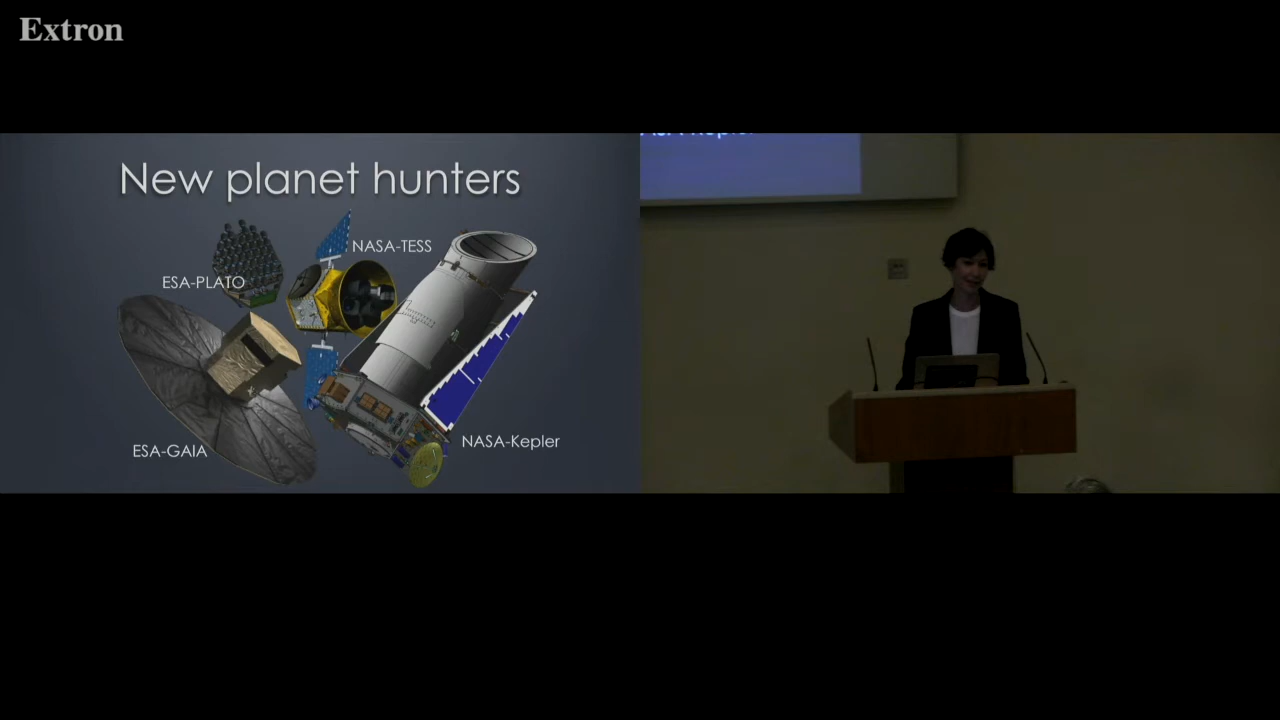 Extron
New planet hunters
NASA-TESS
ESA-PLATO
NASA-Kepler
ESA-GAIA